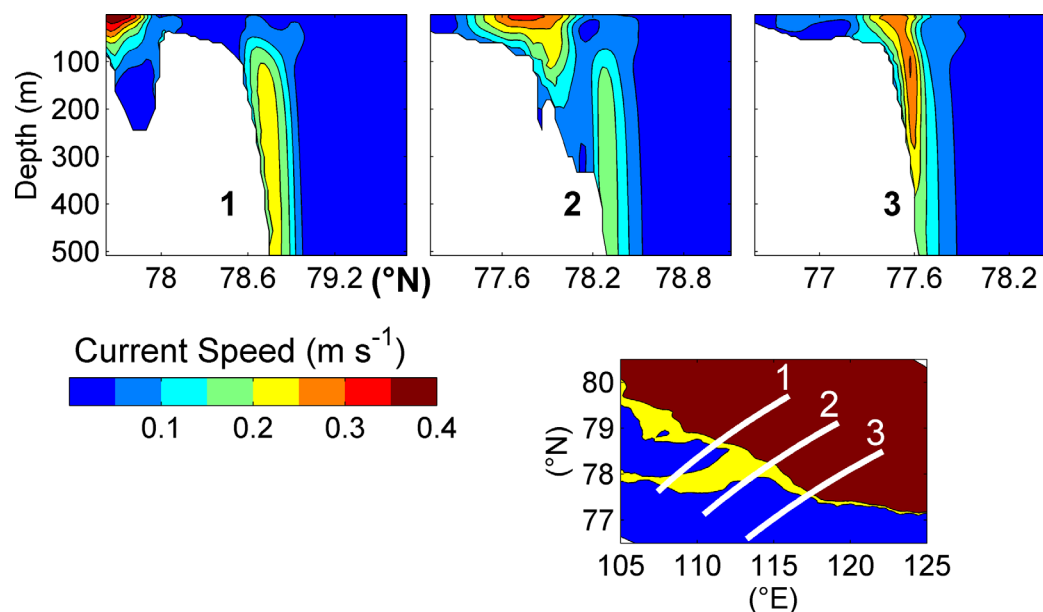 100
200
300
400
500
Depth (m)
1
2
3
78 78.6 79.2 (°N) 77.6 78.2 78.8 77 77.6 78.2
Current Speed (m s⁻¹)
0.1 0.2 0.3 0.4
80
79
78
77
(°N)
1
2
3
105 110 115 120 125
(°E)